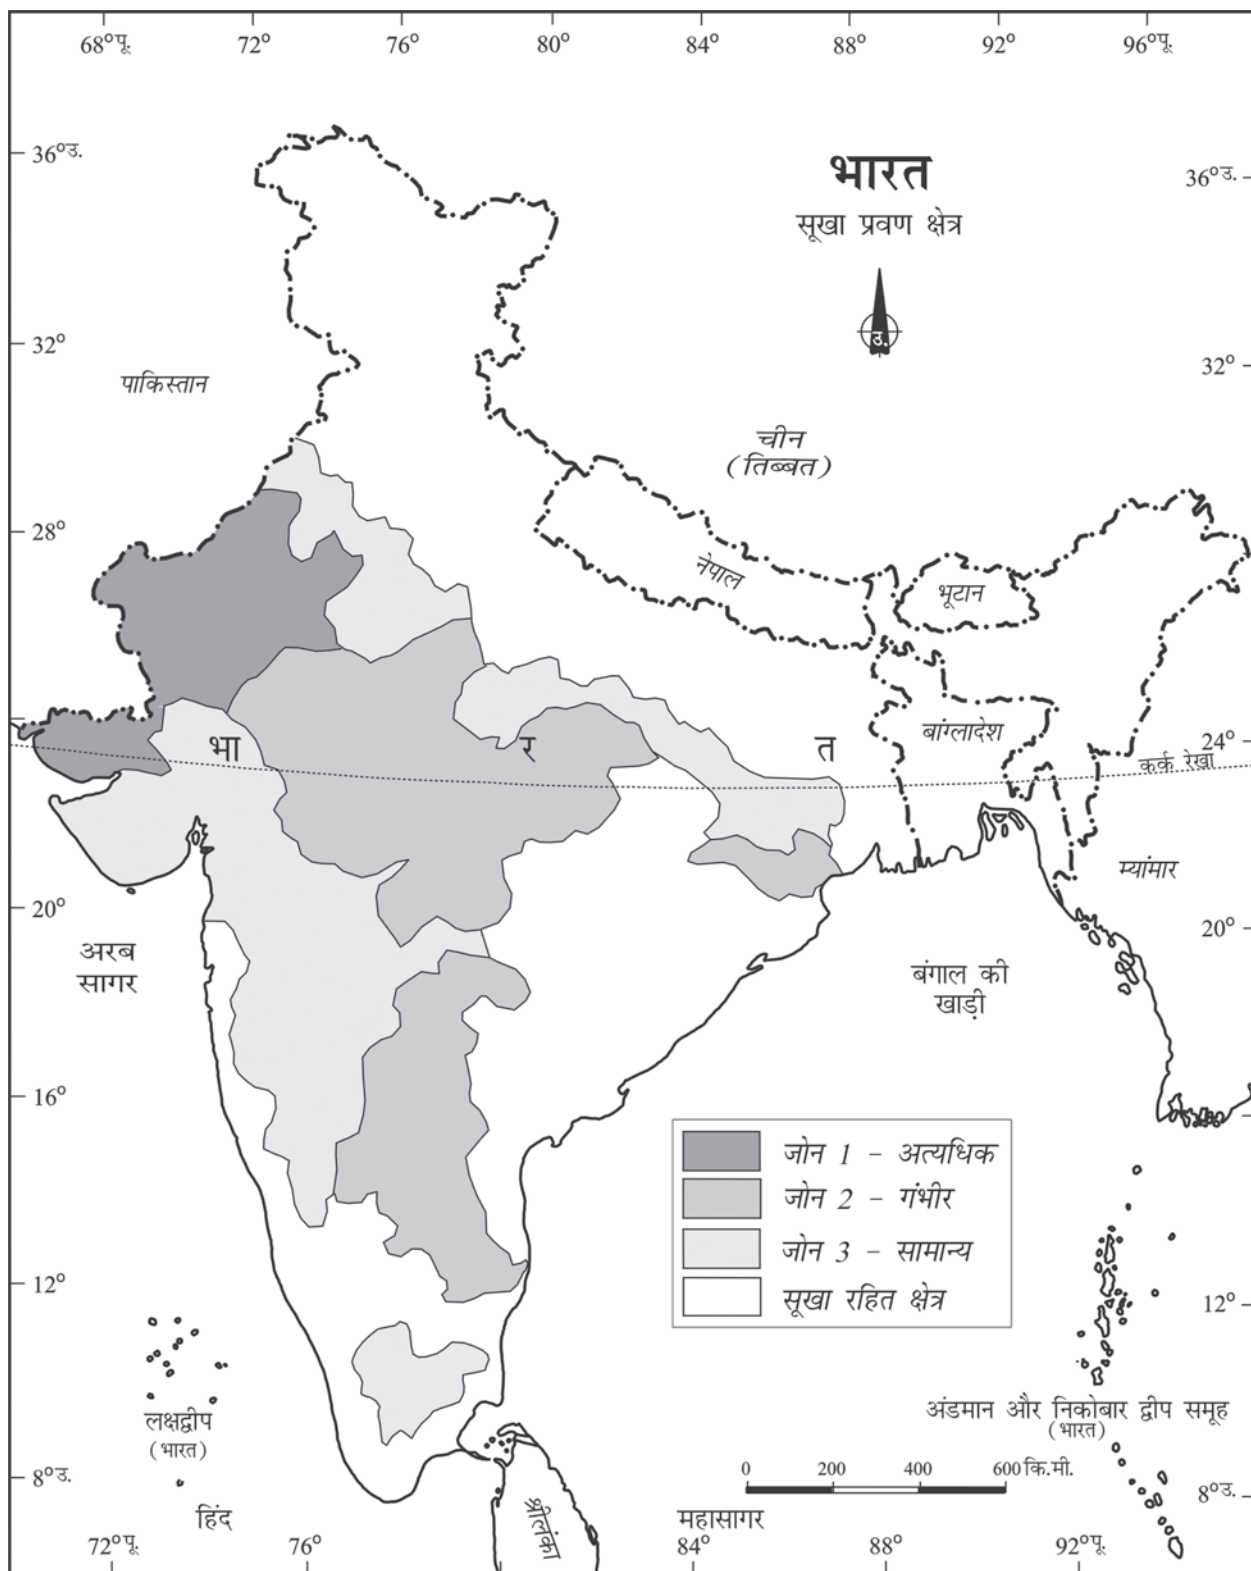 68°पू.
72°
76°
80°
84°
88°
92°
96°पू.
36°उ.
भारत
सूखा प्रवण क्षेत्र
36°उ.
उ.
32°
32°
पाकिस्तान
चीन
(तिब्बत)
28°
नेपाल
भूटान
भा र त
बांग्लादेश
24°
कर्क रेखा
म्यांमार
20°
20°
अरब
सागर
बंगाल की
खाड़ी
16°
जोन 1 - अत्यधिक
जोन 2 - गंभीर
जोन 3 - सामान्य
सूखा रहित क्षेत्र
12°
12°
लक्षद्वीप
(भारत)
अंडमान और निकोबार द्वीप समूह
(भारत)
0 200 400 600 कि.मी.
8°उ.
8°उ.
हिंद
श्रीलंका
महासागर
72°पू.
76°
84°
88°
92°पू.